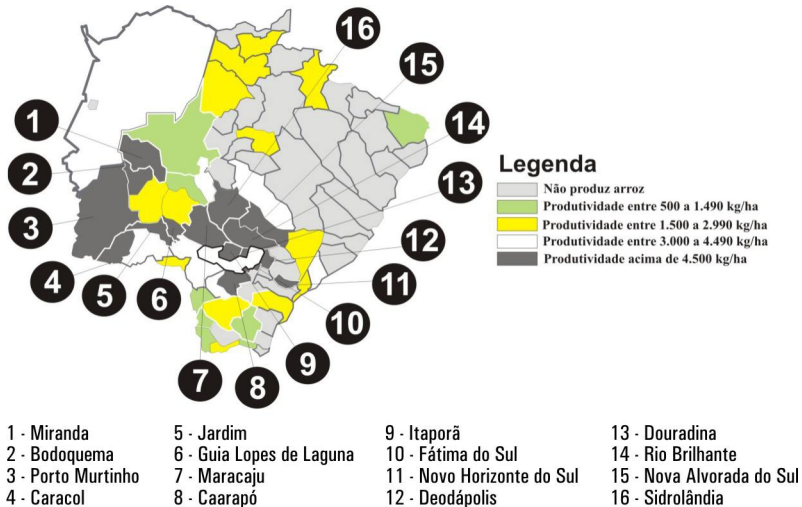 16
15
14
13
12
11
10
9
8
7
6
5
4
3
2
1
Legenda
Não produz arroz
Produtividade entre 500 a 1.490 kg/ha
Produtividade entre 1.500 a 2.990 kg/ha
Produtividade entre 3.000 a 4.490 kg/ha
Produtividade acima de 4.500 kg/ha
1 - Miranda
2 - Bodoquema
3 - Porto Murtinho
4 - Caracol
5 - Jardim
6 - Guia Lopes de Laguna
7 - Maracaju
8 - Caarapó
9 - Itaporã
10 - Fátima do Sul
11 - Novo Horizonte do Sul
12 - Deodápolis
13 - Douradina
14 - Rio Brilhante
15 - Nova Alvorada do Sul
16 - Sidrolândia